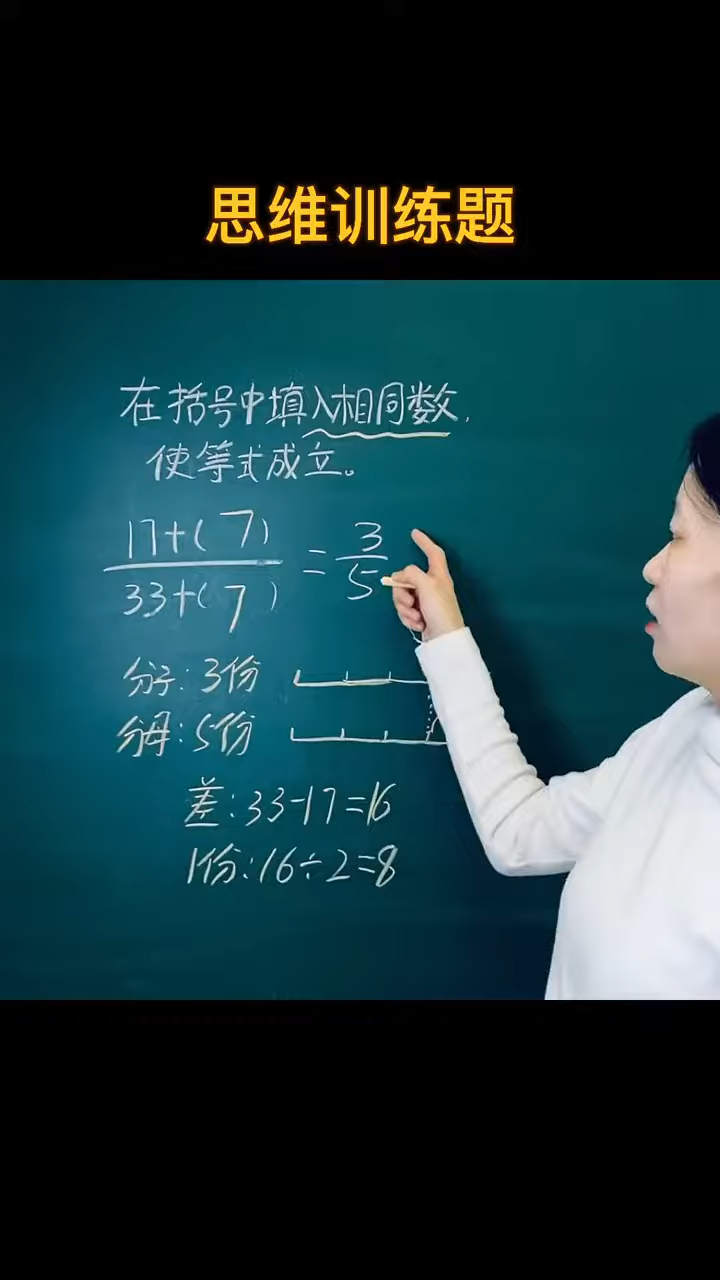 思维训练题
在括号中填入相同数,
使等式成立。
17+(7)
33+(7)
=
3
5
分子:3份
分母:5份
差:33-17=16
1份:16÷2=8